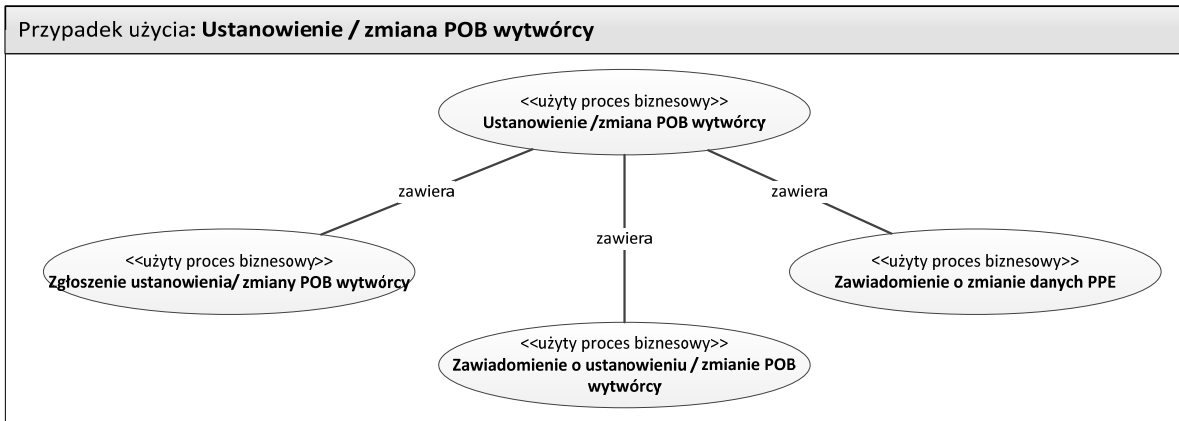 Przypadek użycia: Ustanowienie / zmiana POB wytwórcy
<<użyty proces biznesowy>>
Ustanowienie /zmiana POB wytwórcy
zawiera
zawiera
zawiera
<<użyty proces biznesowy>>
Zgłoszenie ustanowienia/ zmiany POB wytwórcy
<<użyty proces biznesowy>>
Zawiadomienie o zmianie danych PPE
<<użyty proces biznesowy>>
Zawiadomienie o ustanowieniu / zmianie POB
wytwórcy